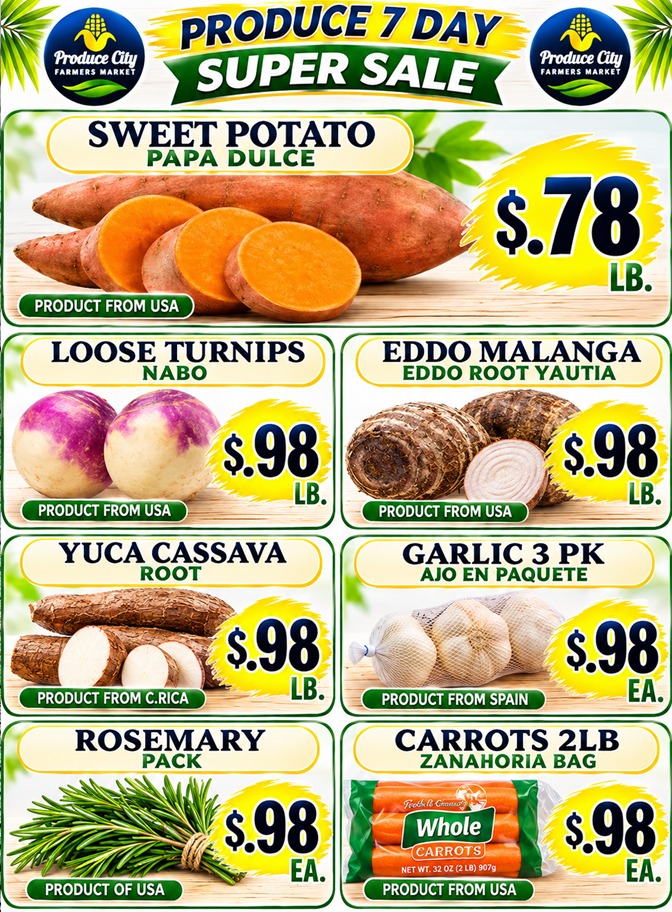 Produce City
FARMERS MARKET
PRODUCE 7 DAY
SUPER SALE
Produce City
FARMERS MARKET
SWEET POTATO
PAPA DULCE
$.78
LB.
PRODUCT FROM USA
LOOSE TURNIPS
NABO
$.98
LB.
PRODUCT FROM USA
EDDO MALANGA
EDDO ROOT YAUTIA
$.98
LB.
PRODUCT FROM USA
YUCA CASSAVA
ROOT
$.98
LB.
PRODUCT FROM C.RICA
GARLIC 3 PK
AJO EN PAQUETE
$.98
EA.
PRODUCT FROM SPAIN
ROSEMARY
PACK
$.98
EA.
PRODUCT OF USA
CARROTS 2LB
ZANAHORIA BAG
Whole
CARROTS
NET WT. 32 OZ (2 LB) 907g
$.98
EA.
PRODUCT FROM USA